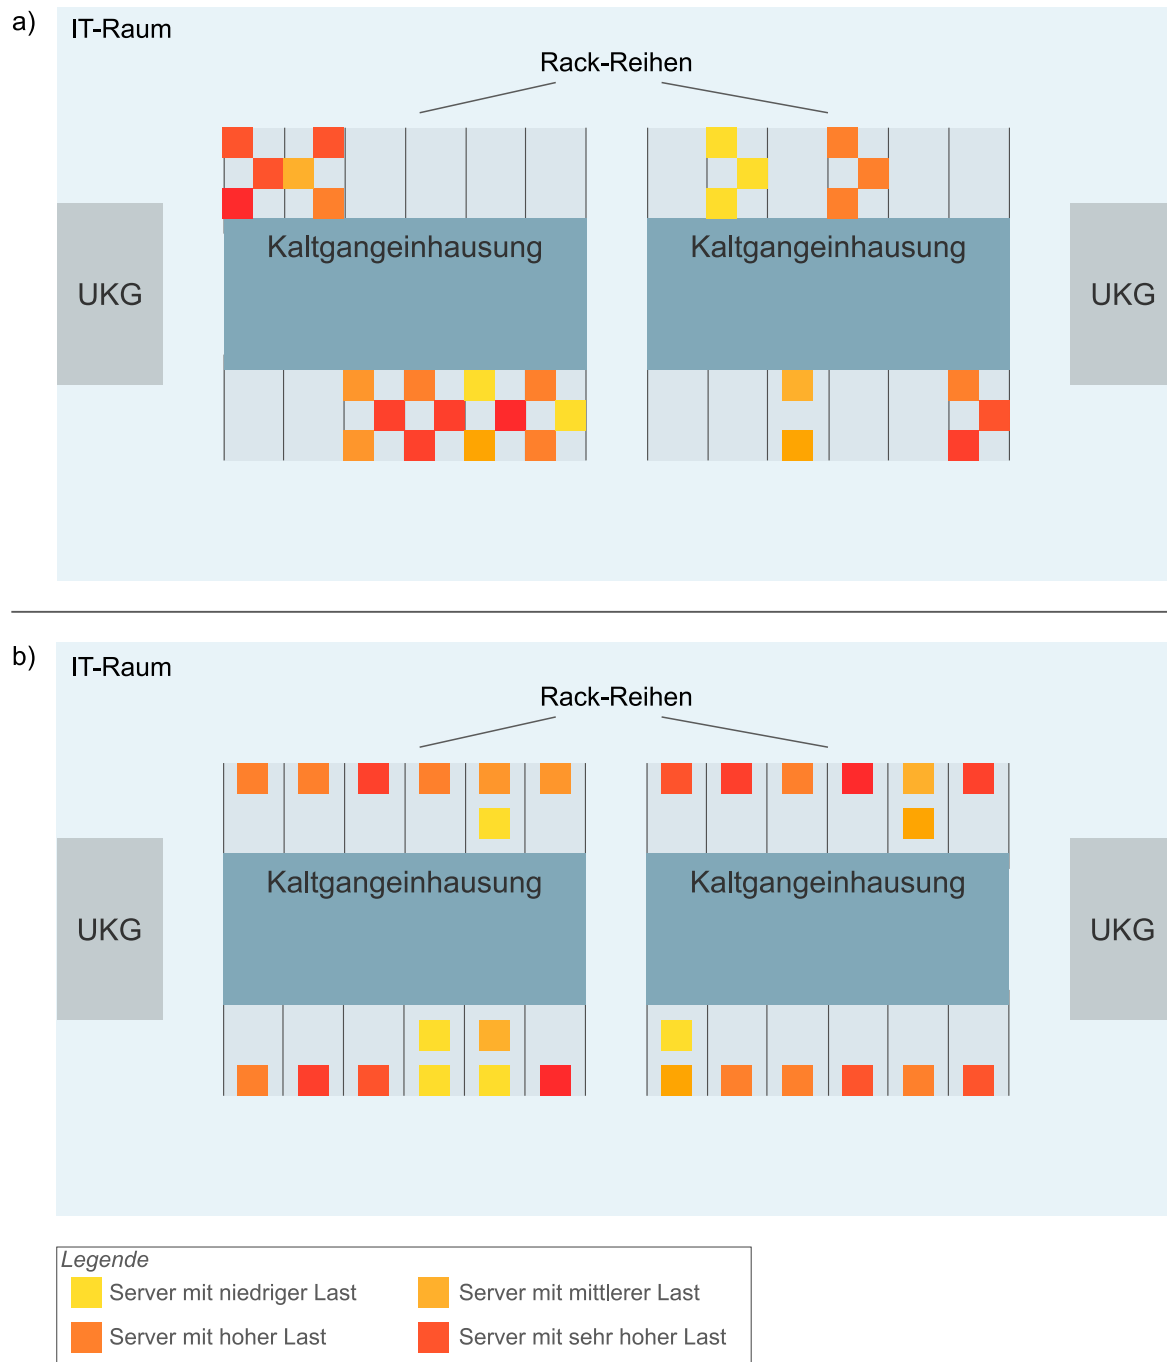 a)
IT-Raum
Rack-Reihen
Kaltgangeinhausung
Kaltgangeinhausung
UKG
UKG
b)
IT-Raum
Rack-Reihen
Kaltgangeinhausung
Kaltgangeinhausung
UKG
UKG
Legende
Server mit niedriger Last
Server mit mittlerer Last
Server mit hoher Last
Server mit sehr hoher Last